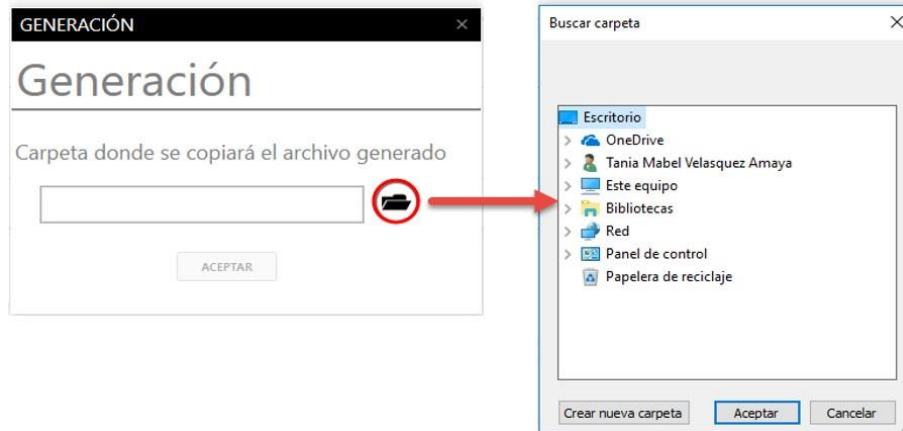 GENERACIÓN
Generación
Carpeta donde se copiará el archivo generado
ACEPTAR
Buscar carpeta
Escritorio
OneDrive
Tania Mabel Velasquez Amaya
Este equipo
Bibliotecas
Red
Panel de control
Papelera de reciclaje
Crear nueva carpeta Aceptar Cancelar